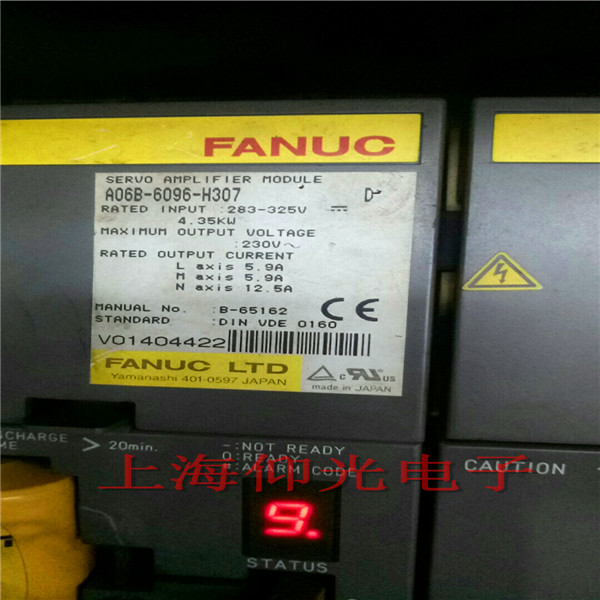 FANUC
SERVO AMPLIFIER MODULE
A06B-6096-H307 D
RATED INPUT :283-325V
4.35KW
MAXIMUM OUTPUT VOLTAGE
:230V~
RATED OUTPUT CURRENT
L axis 5.9A
M axis 5.9A
N axis 12.5A
MANUAL No. :B-65162
STANDARD :DIN VDE 0160
CE
V01404422
FANUC LTD
Yamanashi 401-0597 JAPAN
c US
made in JAPAN
> 20min.
-:NOT READY
0:READY
#:ALARM CODE
CAUTION
上海仰光电子
9.
STATUS